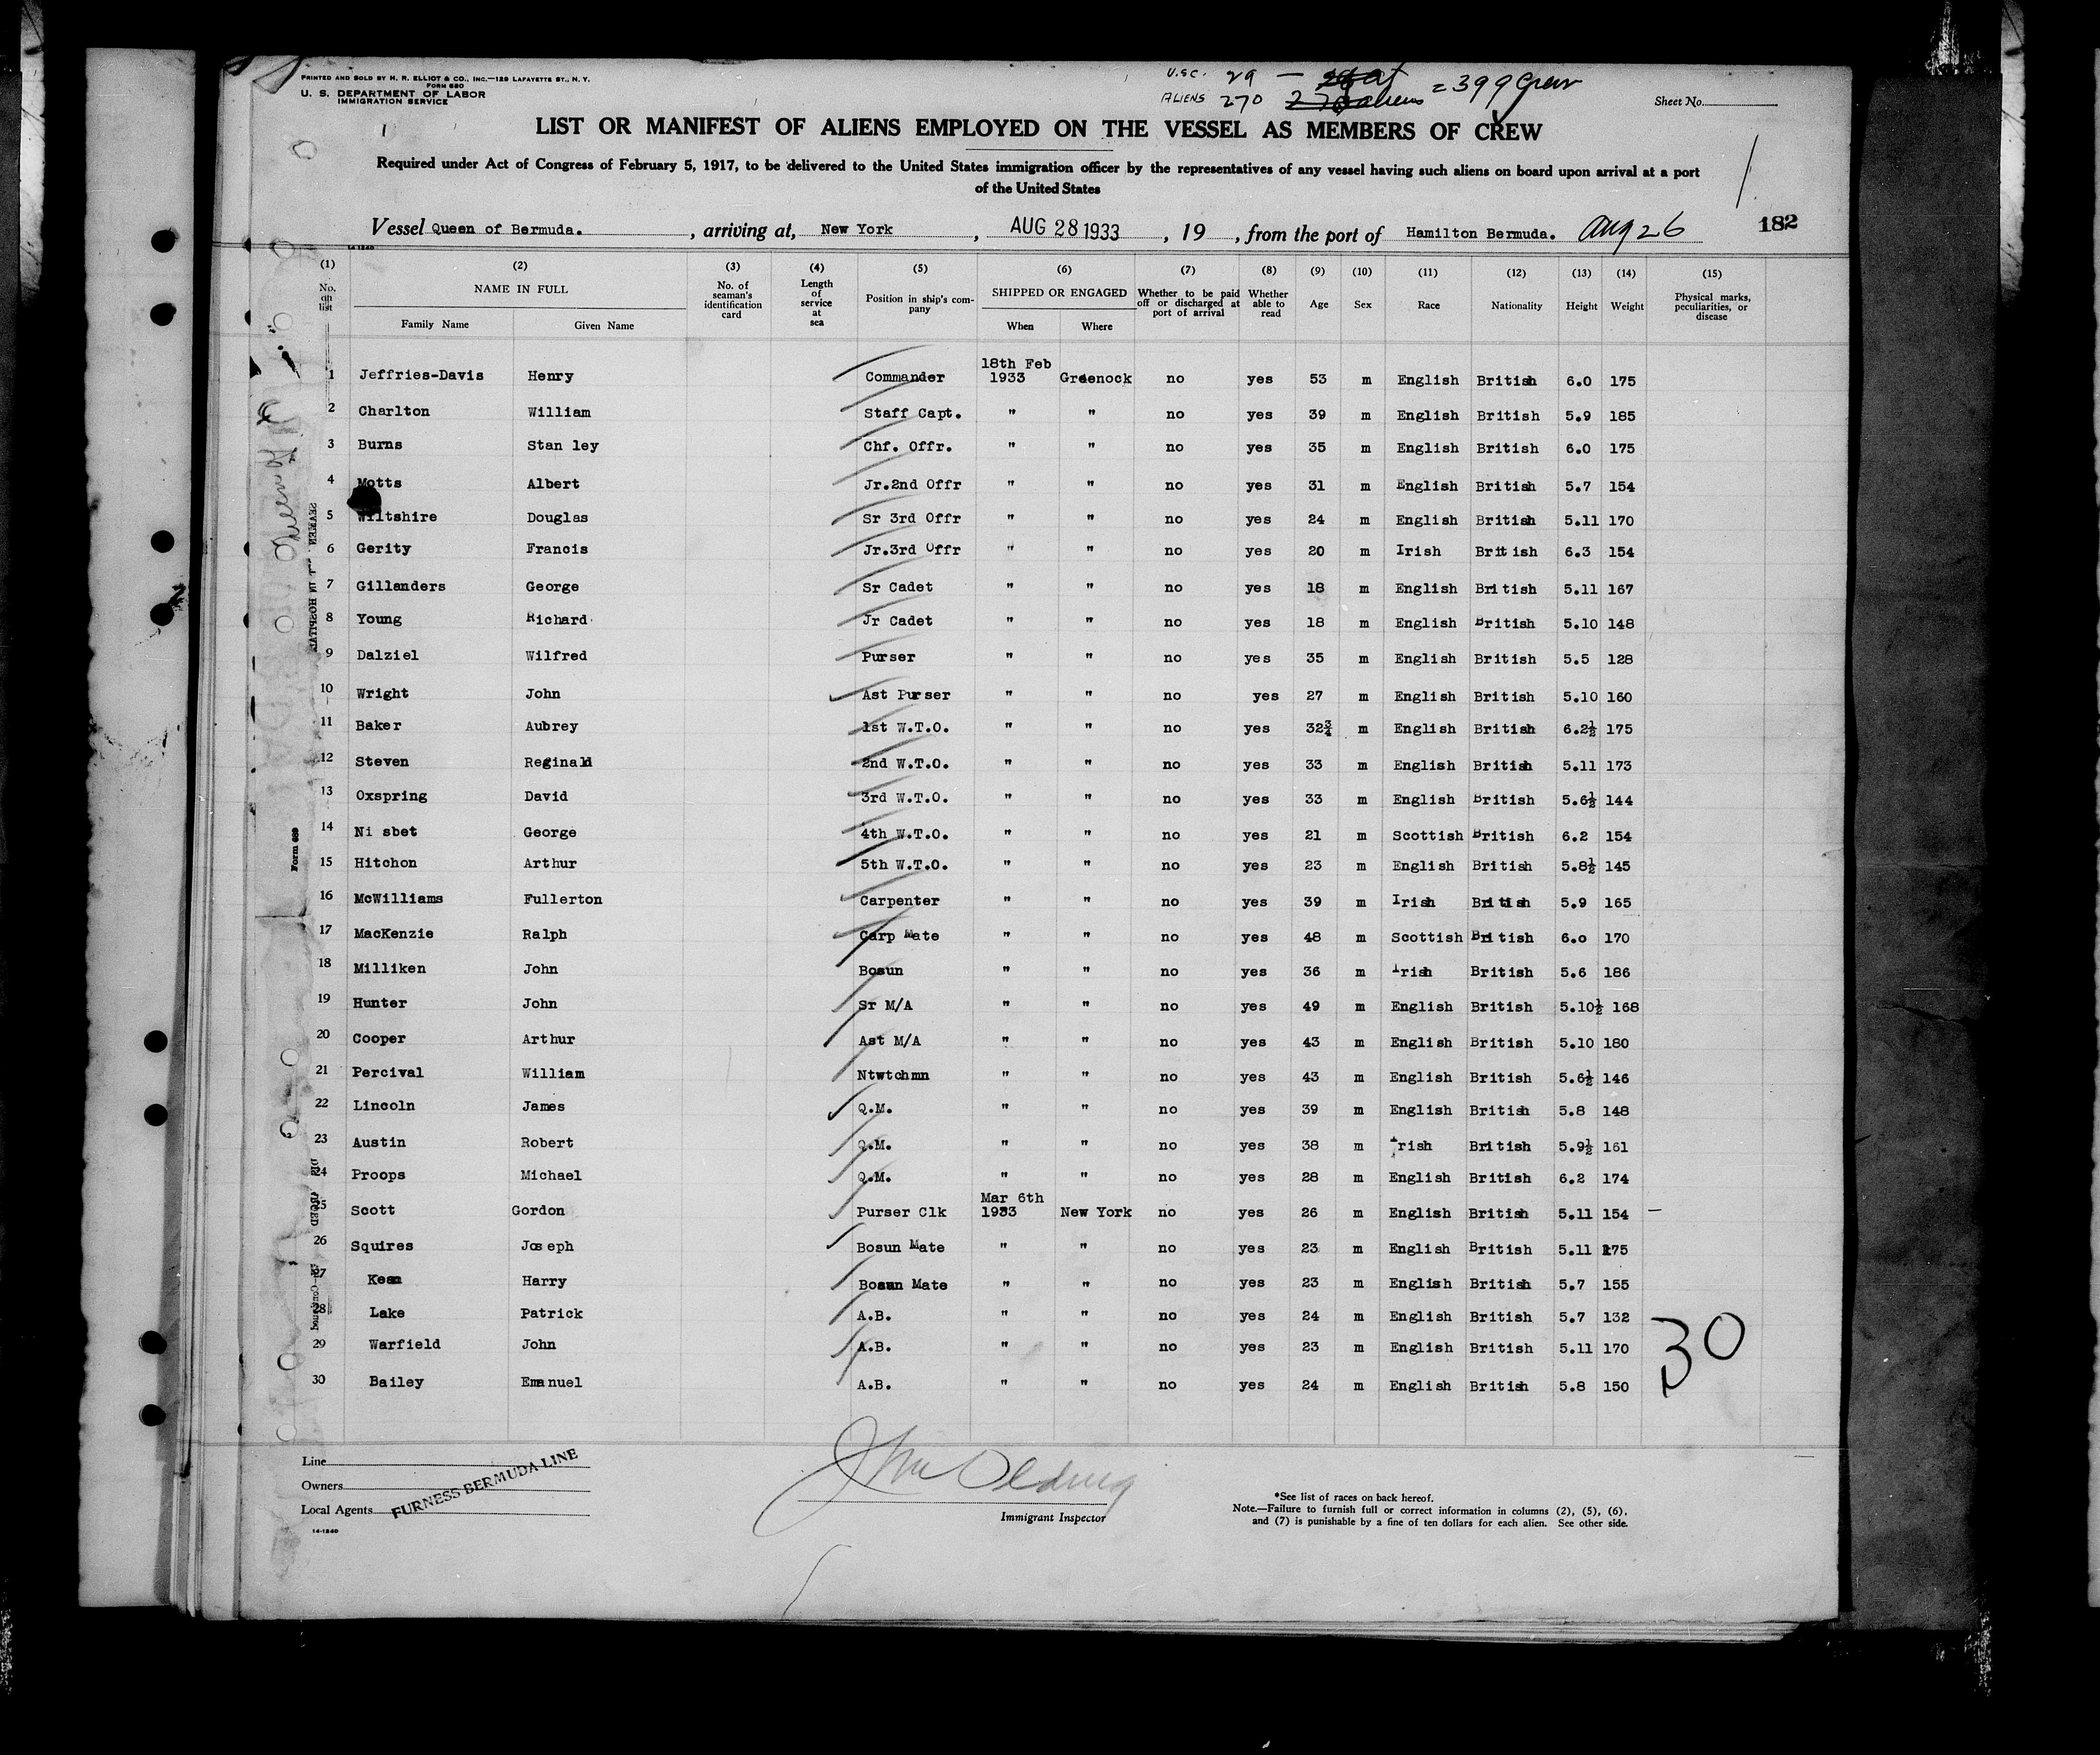 PRINTED AND SOLD BY H. R. ELLIOT & CO., INC.—129 LAFAYETTE ST., N. Y.
FORM 680
U. S. DEPARTMENT OF LABOR
IMMIGRATION SERVICE
U.S.C. 29 —
ALIENS 270 270 aliens = 399 Crew
Sheet No.
LIST OR MANIFEST OF ALIENS EMPLOYED ON THE VESSEL AS MEMBERS OF CREW
Required under Act of Congress of February 5, 1917, to be delivered to the United States immigration officer by the representatives of any vessel having such aliens on board upon arrival at a port
of the United States
Vessel Queen of Bermuda. , arriving at, New York , AUG 28 1933 , 19 , from the port of Hamilton Bermuda. Aug 26 182
14-1240
(1) (2) (3) (4) (5) (6) (7) (8) (9) (10) (11) (12) (13) (14) (15)
No. on list NAME IN FULL Family Name Given Name No. of seaman's identification card Length of service at sea Position in ship's company SHIPPED OR ENGAGED When Where Whether to be paid off or discharged at port of arrival Whether able to read Age Sex Race Nationality Height Weight Physical marks, peculiarities, or disease
1 Jeffries-Davis Henry Commander 18th Feb 1933 Greenock no yes 53 m English British 6.0 175
2 Charlton William Staff Capt. " " no yes 39 m English British 5.9 185
3 Burns Stan ley Chf. Offr. " " no yes 35 m English British 6.0 175
4 Motts Albert Jr.2nd Offr " " no yes 31 m English British 5.7 154
5 Wiltshire Douglas Sr 3rd Offr " " no yes 24 m English British 5.11 170
6 Gerity Francis Jr.3rd Offr " " no yes 20 m Irish British 6.3 154
7 Gillanders George Sr Cadet " " no yes 18 m English British 5.11 167
8 Young Richard Jr Cadet " " no yes 18 m English British 5.10 148
9 Dalziel Wilfred Purser " " no yes 35 m English British 5.5 128
10 Wright John Ast Purser " " no yes 27 m English British 5.10 160
11 Baker Aubrey 1st W.T.O. " " no yes 32¾ m English British 6.2½ 175
12 Steven Reginald 2nd W.T.O. " " no yes 33 m English British 5.11 173
13 Oxspring David 3rd W.T.O. " " no yes 33 m English British 5.6½ 144
14 Ni sbet George 4th W.T.O. " " no yes 21 m Scottish British 6.2 154
15 Hitchon Arthur 5th W.T.O. " " no yes 23 m English British 5.8½ 145
16 McWilliams Fullerton Carpenter " " no yes 39 m Irish British 5.9 165
17 MacKenzie Ralph Carp Mate " " no yes 48 m Scottish British 6.0 170
18 Milliken John Bosun " " no yes 36 m Irish British 5.6 186
19 Hunter John Sr M/A " " no yes 49 m English British 5.10½ 168
20 Cooper Arthur Ast M/A " " no yes 43 m English British 5.10 180
21 Percival William Ntwtchmn " " no yes 43 m English British 5.6½ 146
22 Lincoln James Q.M. " " no yes 39 m English British 5.8 148
23 Austin Robert Q.M. " " no yes 38 m Irish British 5.9½ 161
24 Proops Michael Q.M. " " no yes 28 m English British 6.2 174
25 Scott Gordon Purser Clk Mar 6th 1933 New York no yes 26 m English British 5.11 154 —
26 Squires Joseph Bosun Mate " " no yes 23 m English British 5.11 175
27 Kean Harry Bosun Mate " " no yes 23 m English British 5.7 155
28 Lake Patrick A.B. " " no yes 24 m English British 5.7 132
29 Warfield John A.B. " " no yes 23 m English British 5.11 170
30 Bailey Emanuel A.B. " " no yes 24 m English British 5.8 150
30
Form 689
Line
Owners
Local Agents FURNESS BERMUDA LINE
14-1240
Immigrant Inspector
*See list of races on back hereof.
Note.—Failure to furnish full or correct information in columns (2), (5), (6),
and (7) is punishable by a fine of ten dollars for each alien. See other side.